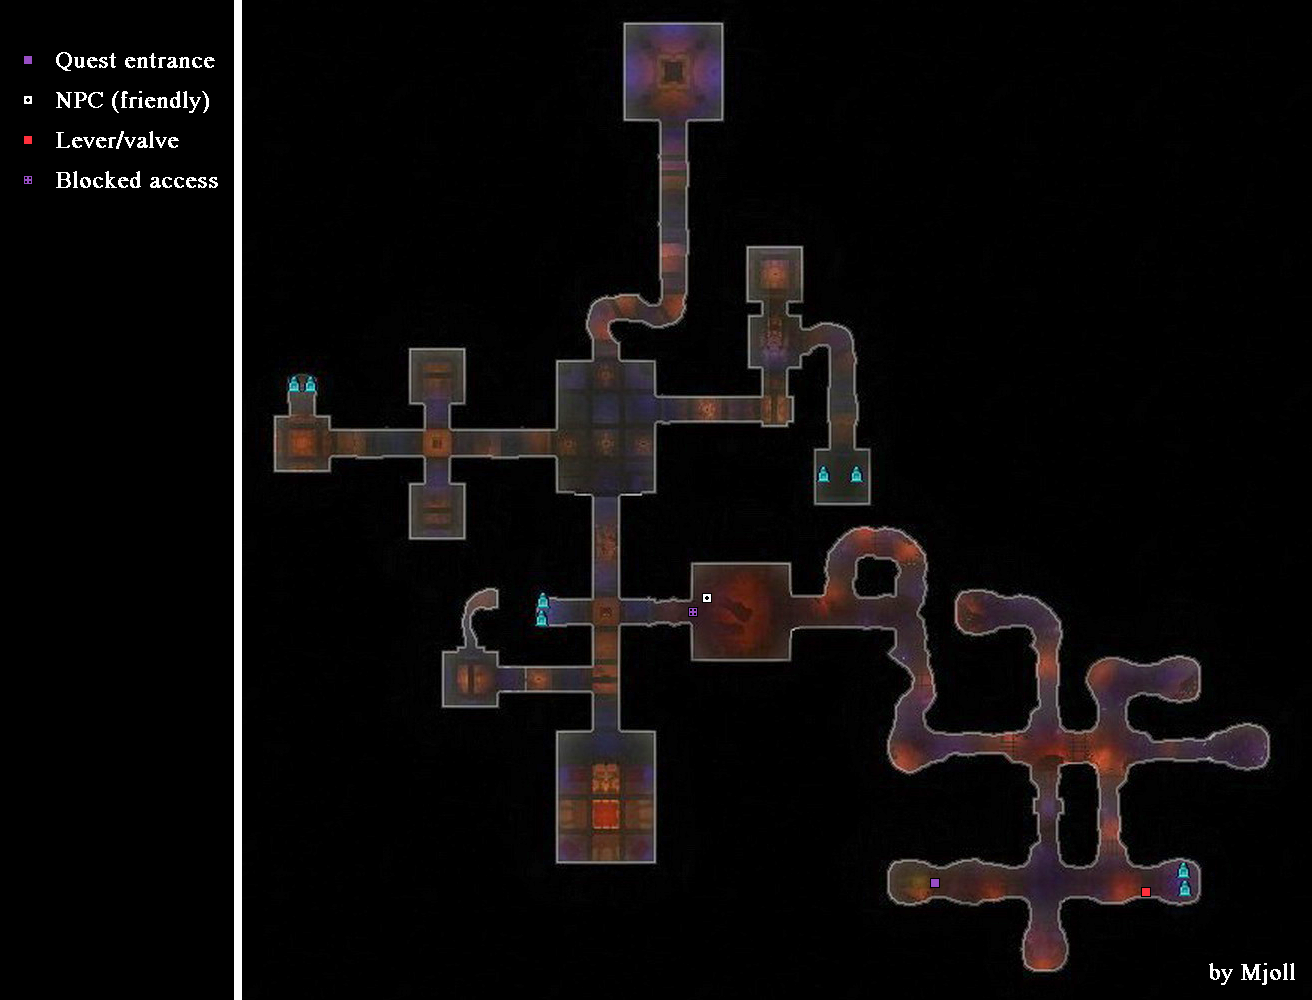 Quest entrance
NPC (friendly)
Lever/valve
Blocked access
by Mjoll